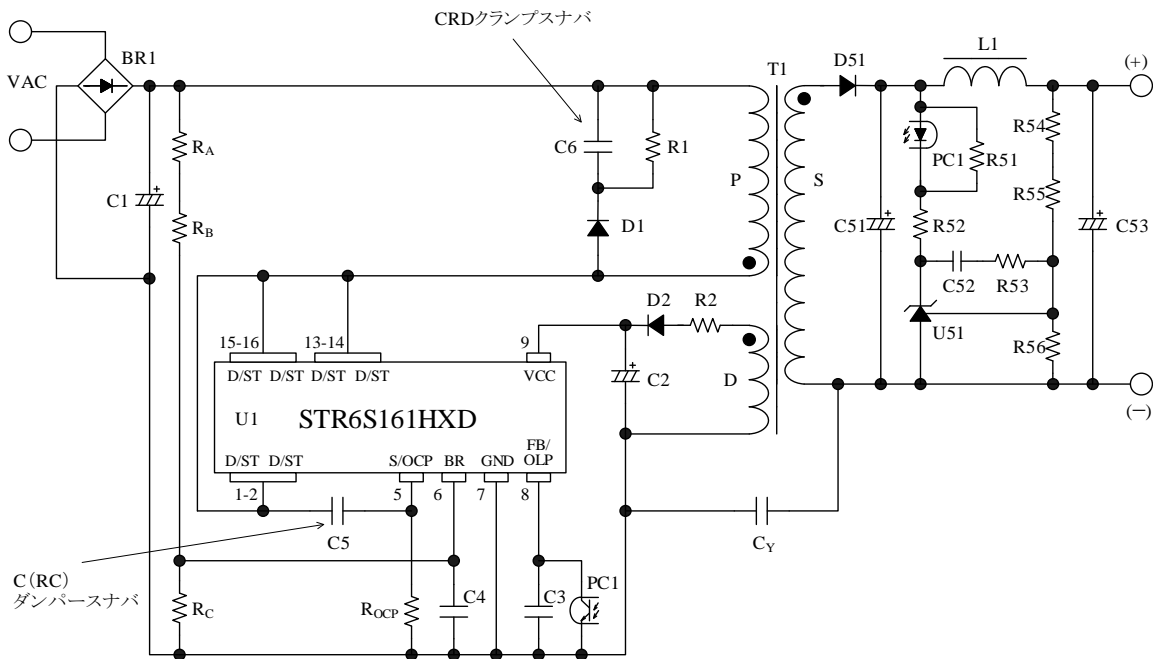 CRDクランプスナバ
BR1
VAC
C1
RA
RB
C6
R1
D1
T1
P
S
D51
L1
(+)
PC1
R51
R54
R55
C51
R52
C53
C52
R53
U51
R56
(−)
D2
R2
C2
D
15-16
13-14
9
D/ST D/ST
D/ST D/ST
VCC
U1
STR6S161HXD
D/ST D/ST
S/OCP
BR
GND
FB/
OLP
1-2
5
6
7
8
C5
CY
C(RC)
ダンパースナバ
RC
ROCP
C4
C3
PC1